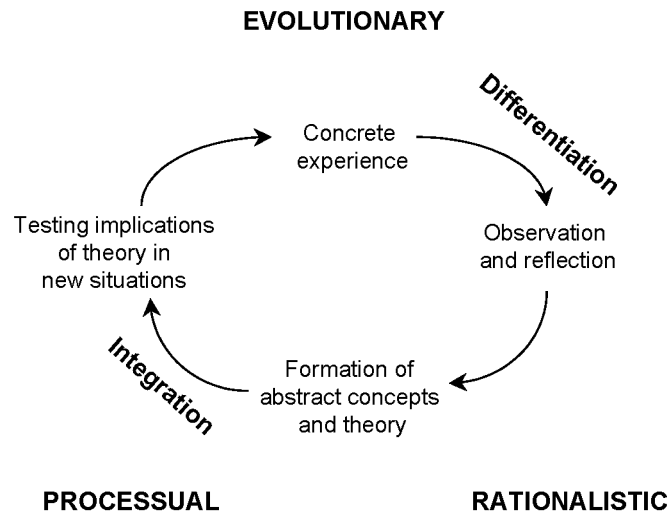 EVOLUTIONARY
Differentiation
Concrete
experience
Testing implications
of theory in
new situations
Observation
and reflection
Integration
Formation of
abstract concepts
and theory
PROCESSUAL
RATIONALISTIC